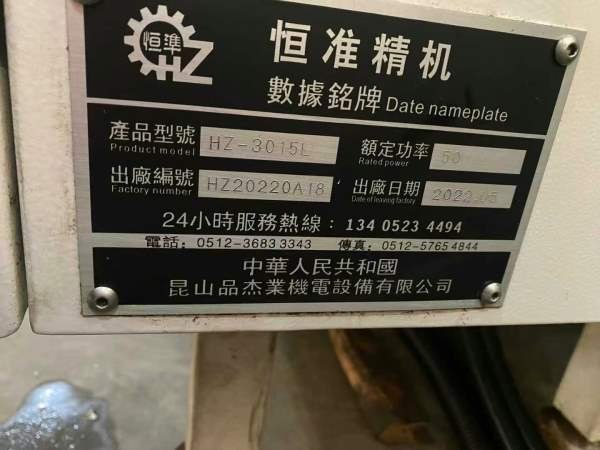 恒準
HZ
恒准精机
數據銘牌 Date nameplate
產品型號 HZ-3015L 額定功率 50
Product model Rated power
出廠編號 HZ20220A18 出廠日期 2022.05
Factory number Date of leaving factory
24小時服務熱線：134 0523 4494
電話：0512-3683 3343 傳真：0512-5765 4844
中華人民共和國
昆山品杰業機電設備有限公司